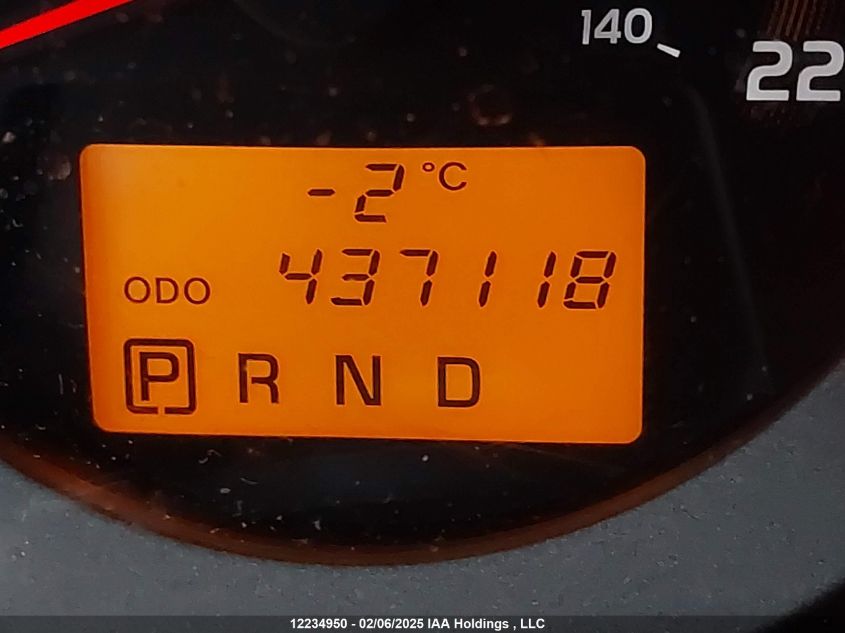 140
22
-2 °C
ODO 437118
P R N D
12234950 - 02/06/2025 IAA Holdings , LLC